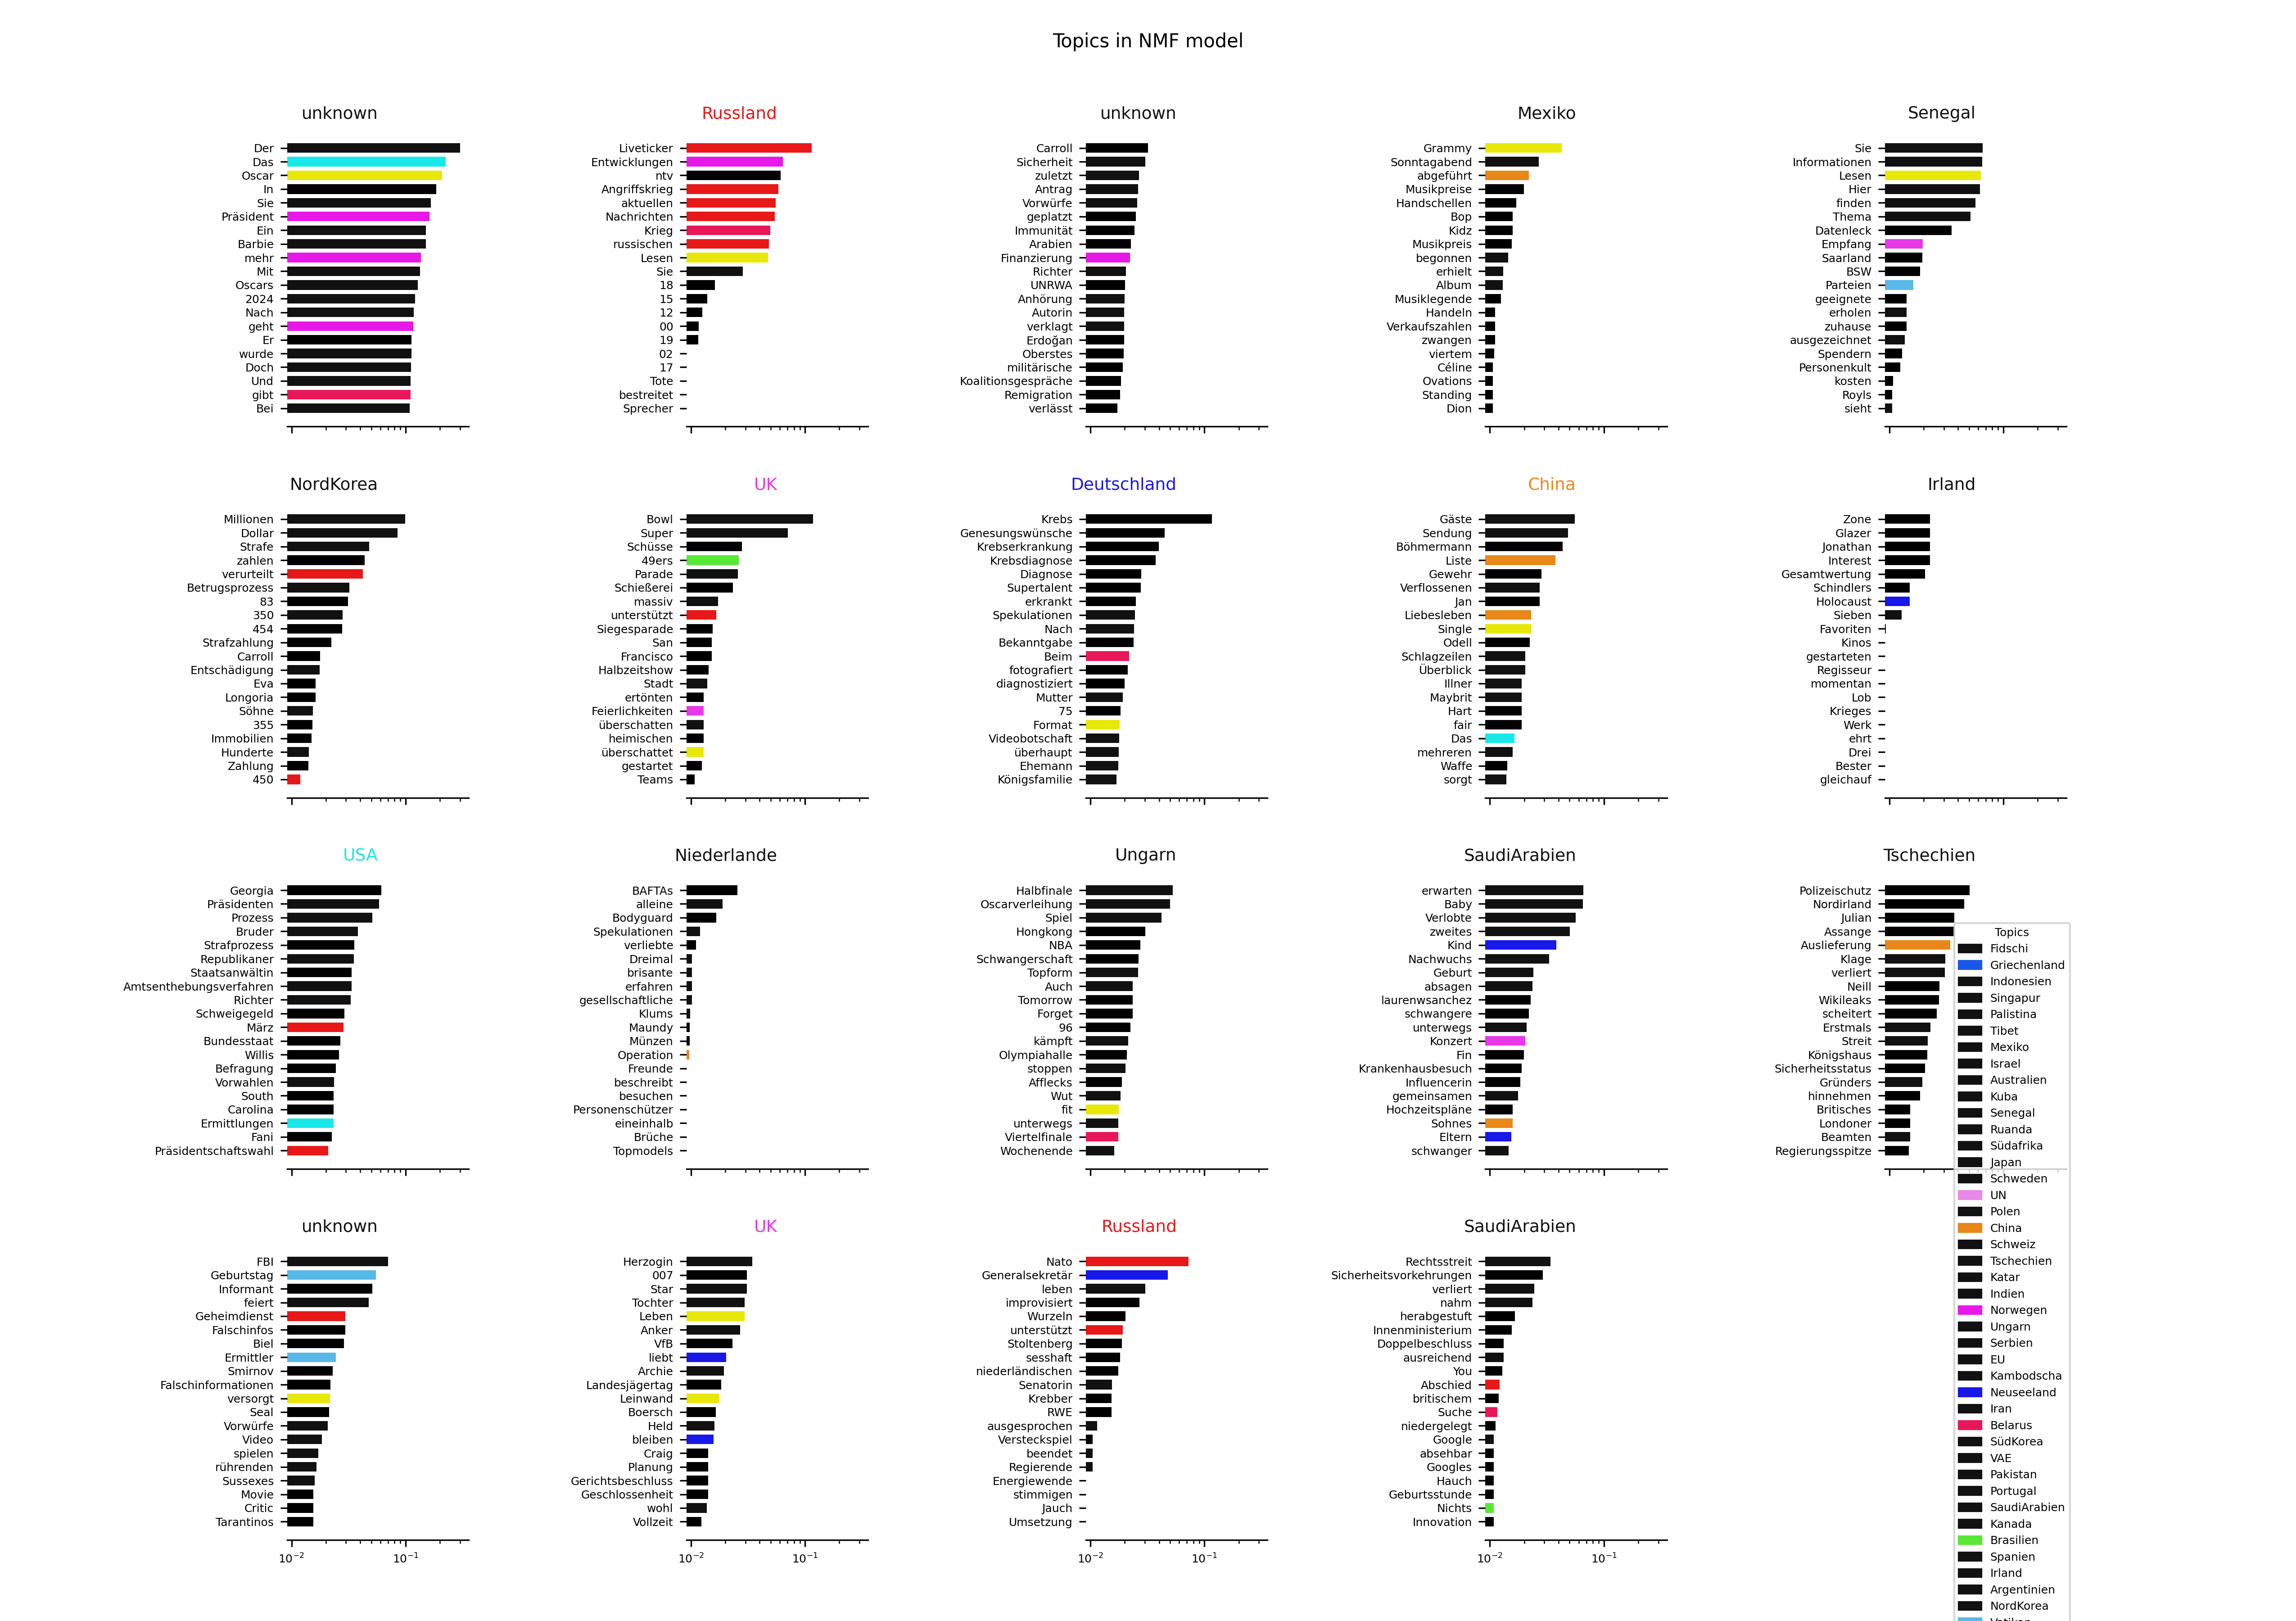 Topics in NMF model
unknown
Der
Das
Oscar
In
Sie
Präsident
Ein
Barbie
mehr
Mit
Oscars
2024
Nach
geht
Er
wurde
Doch
Und
gibt
Bei
Russland
Liveticker
Entwicklungen
ntv
Angriffskrieg
aktuellen
Nachrichten
Krieg
russischen
Lesen
Sie
18
15
12
00
19
02
17
Tote
bestreitet
Sprecher
unknown
Carroll
Sicherheit
zuletzt
Antrag
Vorwürfe
geplatzt
Immunität
Arabien
Finanzierung
Richter
UNRWA
Anhörung
Autorin
verklagt
Erdoğan
Oberstes
militärische
Koalitionsgespräche
Remigration
verlässt
Mexiko
Grammy
Sonntagabend
abgeführt
Musikpreise
Handschellen
Bop
Kidz
Musikpreis
begonnen
erhielt
Album
Musiklegende
Handeln
Verkaufszahlen
zwangen
viertem
Céline
Ovations
Standing
Dion
Senegal
Sie
Informationen
Lesen
Hier
finden
Thema
Datenleck
Empfang
Saarland
BSW
Parteien
geeignete
erholen
zuhause
ausgezeichnet
Spendern
Personenkult
kosten
Royls
sieht
NordKorea
Millionen
Dollar
Strafe
zahlen
verurteilt
Betrugsprozess
83
350
454
Strafzahlung
Carroll
Entschädigung
Eva
Longoria
Söhne
355
Immobilien
Hunderte
Zahlung
450
UK
Bowl
Super
Schüsse
49ers
Parade
Schießerei
massiv
unterstützt
Siegesparade
San
Francisco
Halbzeitshow
Stadt
ertönten
Feierlichkeiten
überschatten
heimischen
überschattet
gestartet
Teams
Deutschland
Krebs
Genesungswünsche
Krebserkrankung
Krebsdiagnose
Diagnose
Supertalent
erkrankt
Spekulationen
Nach
Bekanntgabe
Beim
fotografiert
diagnostiziert
Mutter
75
Format
Videobotschaft
überhaupt
Ehemann
Königsfamilie
China
Gäste
Sendung
Böhmermann
Liste
Gewehr
Verflossenen
Jan
Liebesleben
Single
Odell
Schlagzeilen
Überblick
Illner
Maybrit
Hart
fair
Das
mehreren
Waffe
sorgt
Irland
Zone
Glazer
Jonathan
Interest
Gesamtwertung
Schindlers
Holocaust
Sieben
Favoriten
Kinos
gestarteten
Regisseur
momentan
Lob
Krieges
Werk
ehrt
Drei
Bester
gleichauf
USA
Georgia
Präsidenten
Prozess
Bruder
Strafprozess
Republikaner
Staatsanwältin
Amtsenthebungsverfahren
Richter
Schweigegeld
März
Bundesstaat
Willis
Befragung
Vorwahlen
South
Carolina
Ermittlungen
Fani
Präsidentschaftswahl
Niederlande
BAFTAs
alleine
Bodyguard
Spekulationen
verliebte
Dreimal
brisante
erfahren
gesellschaftliche
Klums
Maundy
Münzen
Operation
Freunde
beschreibt
besuchen
Personenschützer
eineinhalb
Brüche
Topmodels
Ungarn
Halbfinale
Oscarverleihung
Spiel
Hongkong
NBA
Schwangerschaft
Topform
Auch
Tomorrow
Forget
96
kämpft
Olympiahalle
stoppen
Afflecks
Wut
fit
unterwegs
Viertelfinale
Wochenende
SaudiArabien
erwarten
Baby
Verlobte
zweites
Kind
Nachwuchs
Geburt
absagen
laurenwsanchez
schwangere
unterwegs
Konzert
Fin
Krankenhausbesuch
Influencerin
gemeinsamen
Hochzeitspläne
Sohnes
Eltern
schwanger
Tschechien
Polizeischutz
Nordirland
Julian
Assange
Auslieferung
Klage
verliert
Neill
Wikileaks
scheitert
Erstmals
Streit
Königshaus
Sicherheitsstatus
Gründers
hinnehmen
Britisches
Londoner
Beamten
Regierungsspitze
unknown
FBI
Geburtstag
Informant
feiert
Geheimdienst
Falschinfos
Biel
Ermittler
Smirnov
Falschinformationen
versorgt
Seal
Vorwürfe
Video
spielen
rührenden
Sussexes
Movie
Critic
Tarantinos
10⁻² 10⁻¹
UK
Herzogin
007
Star
Tochter
Leben
Anker
VfB
liebt
Archie
Landesjägertag
Leinwand
Boersch
Held
bleiben
Craig
Planung
Gerichtsbeschluss
Geschlossenheit
wohl
Vollzeit
10⁻² 10⁻¹
Russland
Nato
Generalsekretär
leben
improvisiert
Wurzeln
unterstützt
Stoltenberg
sesshaft
niederländischen
Senatorin
Krebber
RWE
ausgesprochen
Versteckspiel
beendet
Regierende
Energiewende
stimmigen
Jauch
Umsetzung
10⁻² 10⁻¹
SaudiArabien
Rechtsstreit
Sicherheitsvorkehrungen
verliert
nahm
herabgestuft
Innenministerium
Doppelbeschluss
ausreichend
You
Abschied
britischem
Suche
niedergelegt
Google
absehbar
Googles
Hauch
Geburtsstunde
Nichts
Innovation
10⁻² 10⁻¹
Topics
Fidschi
Griechenland
Indonesien
Singapur
Palistina
Tibet
Mexiko
Israel
Australien
Kuba
Senegal
Ruanda
Südafrika
Japan
Schweden
UN
Polen
China
Schweiz
Tschechien
Katar
Indien
Norwegen
Ungarn
Serbien
EU
Kambodscha
Neuseeland
Iran
Belarus
SüdKorea
VAE
Pakistan
Portugal
SaudiArabien
Kanada
Brasilien
Spanien
Irland
Argentinien
NordKorea